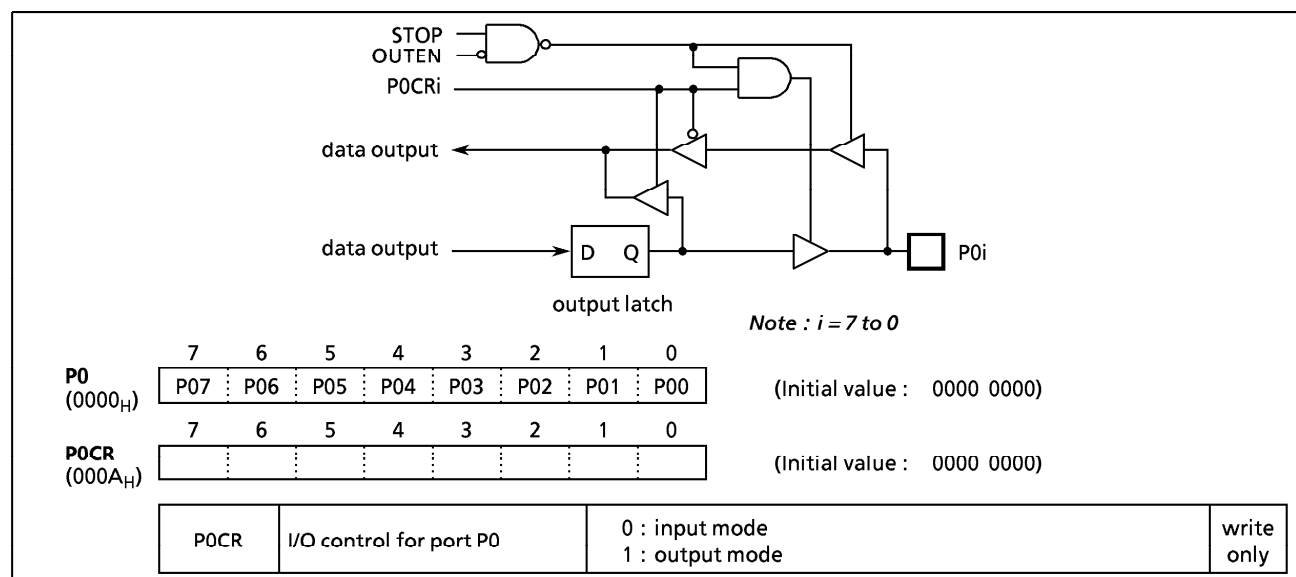 STOP
OUTEN
P0CRi
data output
data output
D Q
P0i
output latch
Note : i = 7 to 0
7 6 5 4 3 2 1 0
P0 P07 P06 P05 P04 P03 P02 P01 P00 (Initial value : 0000 0000)
(0000H)
7 6 5 4 3 2 1 0
P0CR (Initial value : 0000 0000)
(000AH)
P0CR I/O control for port P0 0 : input mode write
1 : output mode only